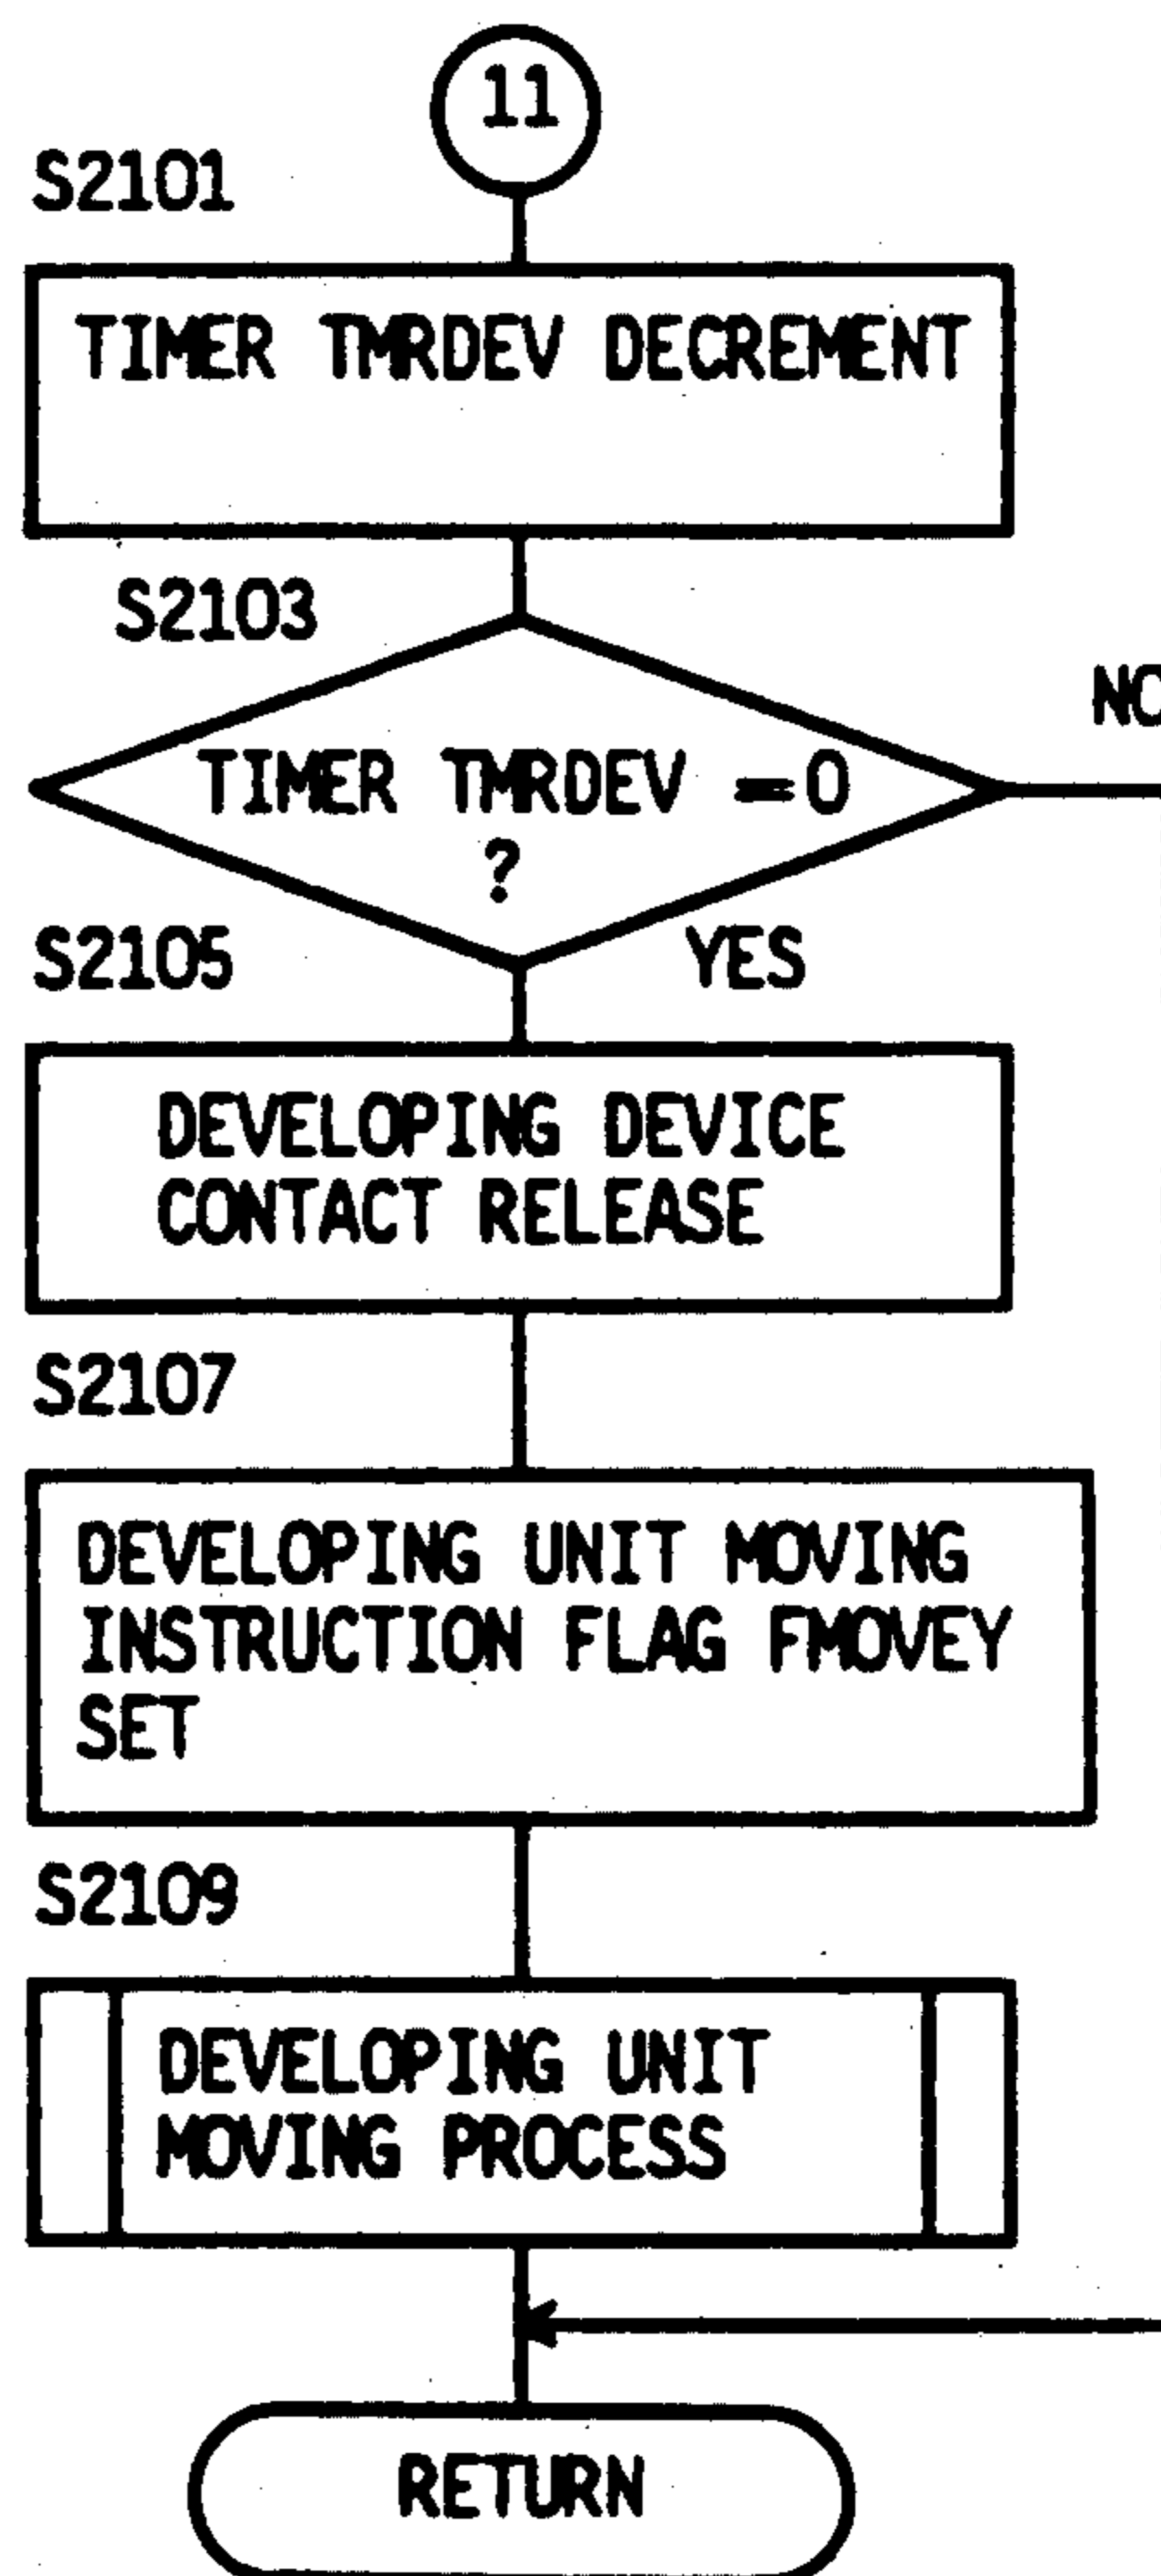 11
S2101
TIMER TMRDEV DECREMENT
S2103
NO
TIMER TMRDEV =0
?
S2105
YES
DEVELOPING DEVICE
CONTACT RELEASE
S2107
DEVELOPING UNIT MOVING
INSTRUCTION FLAG FMOVEY
SET
S2109
DEVELOPING UNIT
MOVING PROCESS
RETURN